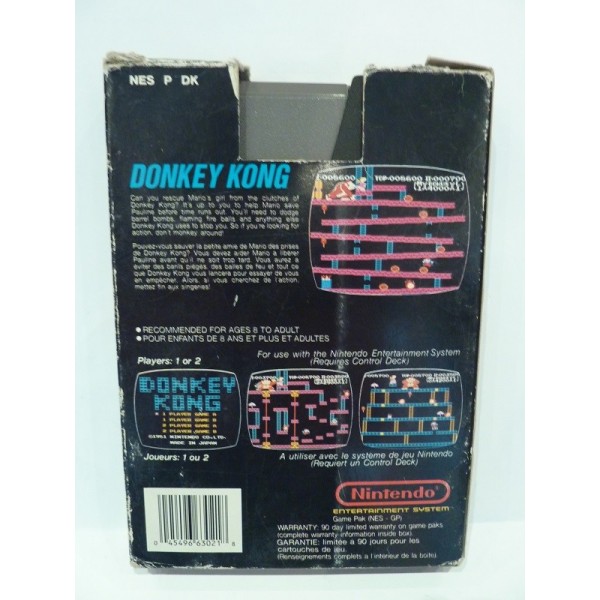 NES P DK
DONKEY KONG
Can you rescue Mario's girl from the clutches of
Donkey Kong? It's up to you to help Mario save
Pauline before time runs out. You'll need to dodge
barrel bombs, flaming fire balls and anything else
Donkey Kong uses to stop you. So if you're looking for
action, don't monkey around!
Pouvez-vous sauver la petite amie de Mario des prises
de Donkey Kong? Vous devez aider Mario à libérer
Pauline avant qu'il ne soit trop tard. Vous aurez à
éviter des barils piégés, des balles de feu et tout ce
que Donkey Kong vous lancera pour essayer de vous
en empêcher. Alors, si vous cherchez de l'action,
mettez fin aux singeries!
TOP-005600
● RECOMMENDED FOR AGES 8 TO ADULT
● POUR ENFANTS DE 8 ANS ET PLUS ET ADULTES
Players: 1 or 2
For use with the Nintendo Entertainment System
(Requires Control Deck)
DONKEY
KONG
1 PLAYER GAME A
1 PLAYER GAME B
2 PLAYER GAME A
2 PLAYER GAME B
©1981 NINTENDO CO.,LTD.
MADE IN JAPAN
Joueurs: 1 ou 2
A utiliser avec le système de jeu Nintendo
(Requiert un Control Deck)
Nintendo
ENTERTAINMENT SYSTEM
Game Pak (NES - GP)
WARRANTY: 90 day limited warranty on game paks
(complete warranty information inside box).
GARANTIE: limitée à 90 jours pour les
cartouches de jeu.
(Renseignements complets a l'interieur de la boite).
0 45496 63021 8